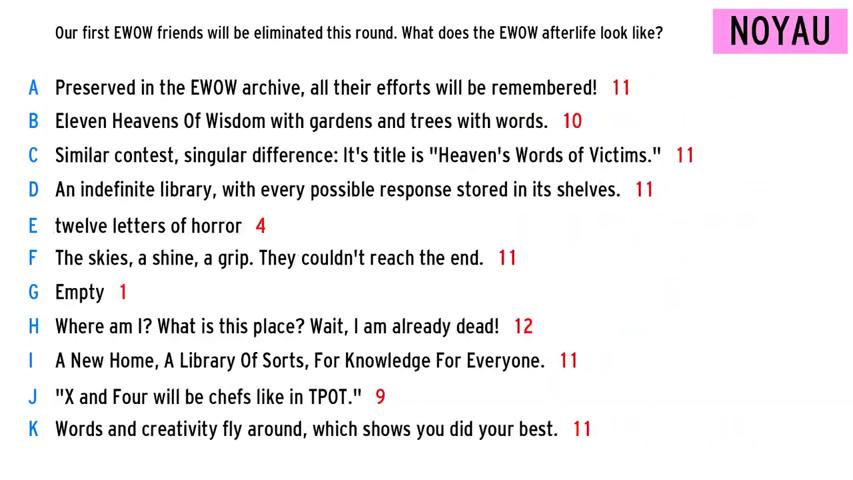 Our first EWOW friends will be eliminated this round. What does the EWOW afterlife look like?
NOYAU
A Preserved in the EWOW archive, all their efforts will be remembered! 11
B Eleven Heavens Of Wisdom with gardens and trees with words. 10
C Similar contest, singular difference: It's title is "Heaven's Words of Victims." 11
D An indefinite library, with every possible response stored in its shelves. 11
E twelve letters of horror 4
F The skies, a shine, a grip. They couldn't reach the end. 11
G Empty 1
H Where am I? What is this place? Wait, I am already dead! 12
I A New Home, A Library Of Sorts, For Knowledge For Everyone. 11
J "X and Four will be chefs like in TPOT." 9
K Words and creativity fly around, which shows you did your best. 11